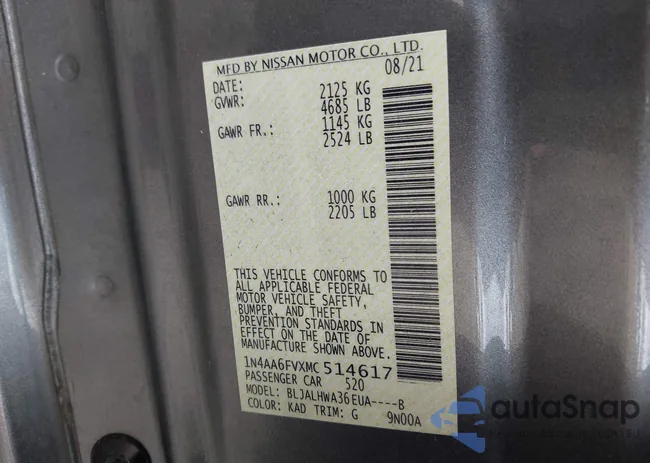 MFD BY NISSAN MOTOR CO., LTD.
DATE: 08/21
GVWR: 2125 KG
4685 LB
GAWR FR.: 1145 KG
2524 LB
GAWR RR.: 1000 KG
2205 LB
THIS VEHICLE CONFORMS TO
ALL APPLICABLE FEDERAL
MOTOR VEHICLE SAFETY,
BUMPER, AND THEFT
PREVENTION STANDARDS IN
EFFECT ON THE DATE OF
MANUFACTURE SHOWN ABOVE.
1N4AA6FVXMC514617
PASSENGER CAR 520
MODEL: BLJALHWA36EUA----B
COLOR: KAD TRIM: G 9N00A
autaSnap